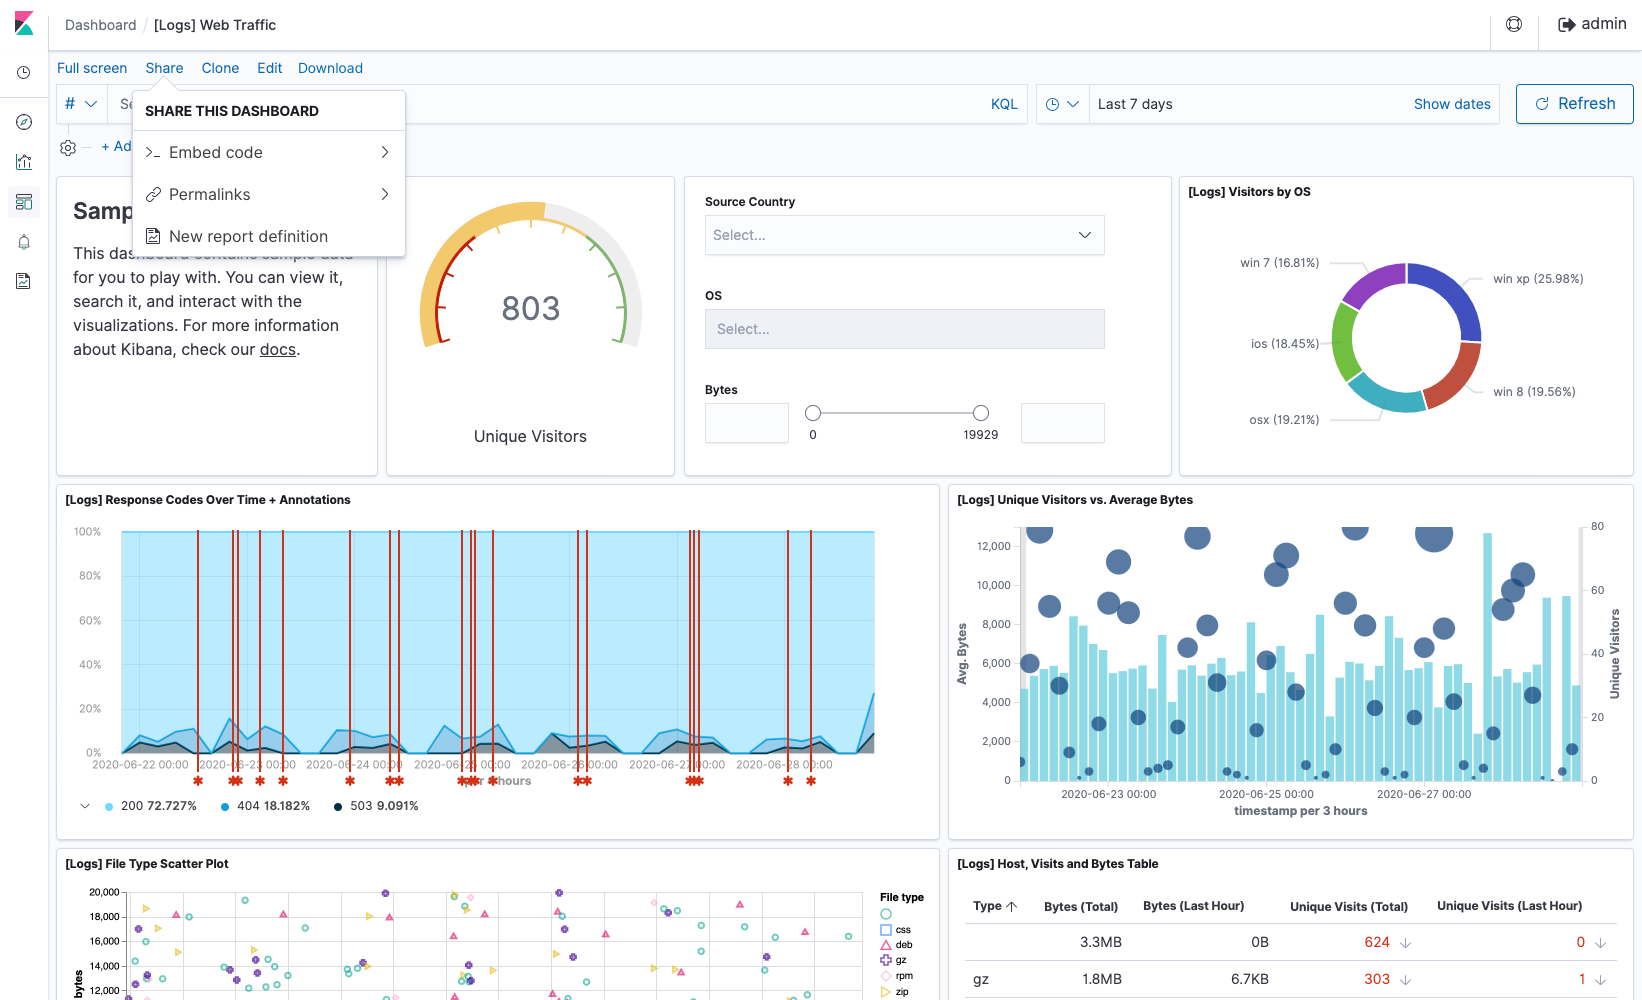 Dashboard / [Logs] Web Traffic
admin
Full screen Share Clone Edit Download
#
KQL
Last 7 days
Show dates
Refresh
SHARE THIS DASHBOARD
Embed code
Permalinks
New report definition
for you to play with. You can view it,
search it, and interact with the
visualizations. For more information
about Kibana, check our docs.
803
Unique Visitors
Source Country
Select...
OS
Select...
Bytes
0 19929
[Logs] Visitors by OS
win 7 (16.81%)
win xp (25.98%)
ios (18.45%)
win 8 (19.56%)
osx (19.21%)
[Logs] Response Codes Over Time + Annotations
100%
80%
60%
40%
20%
0%
2020-06-22 00:00 2020-06-23 00:00 2020-06-24 00:00 2020-06-25 00:00 2020-06-26 00:00 2020-06-27 00:00 2020-06-28 00:00
hours
200 72.727% 404 18.182% 503 9.091%
[Logs] Unique Visitors vs. Average Bytes
Avg. Bytes
12,000
10,000
8,000
6,000
4,000
2,000
0
80
60
40
20
0
Unique Visitors
2020-06-23 00:00 2020-06-25 00:00 2020-06-27 00:00
timestamp per 3 hours
[Logs] File Type Scatter Plot
20,000
18,000
16,000
14,000
12,000
bytes
File type
css
deb
gz
rpm
zip
[Logs] Host, Visits and Bytes Table
Type Bytes (Total) Bytes (Last Hour) Unique Visits (Total) Unique Visits (Last Hour)
3.3MB 0B 624 0
gz 1.8MB 6.7KB 303 1